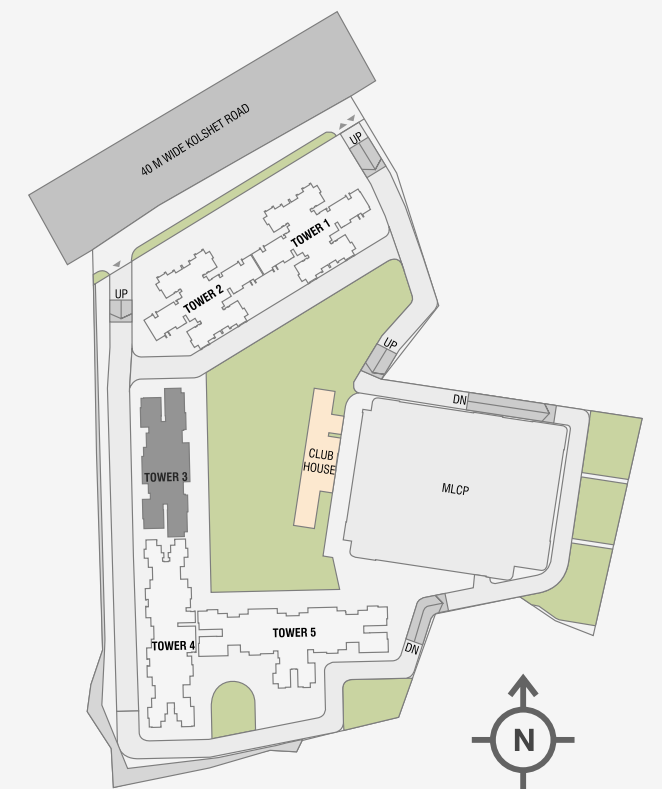 40 M WIDE KOLSHET ROAD
UP
TOWER 1
TOWER 2
UP
UP
DN
CLUB
HOUSE
MLCP
TOWER 3
TOWER 4
TOWER 5
DN
N